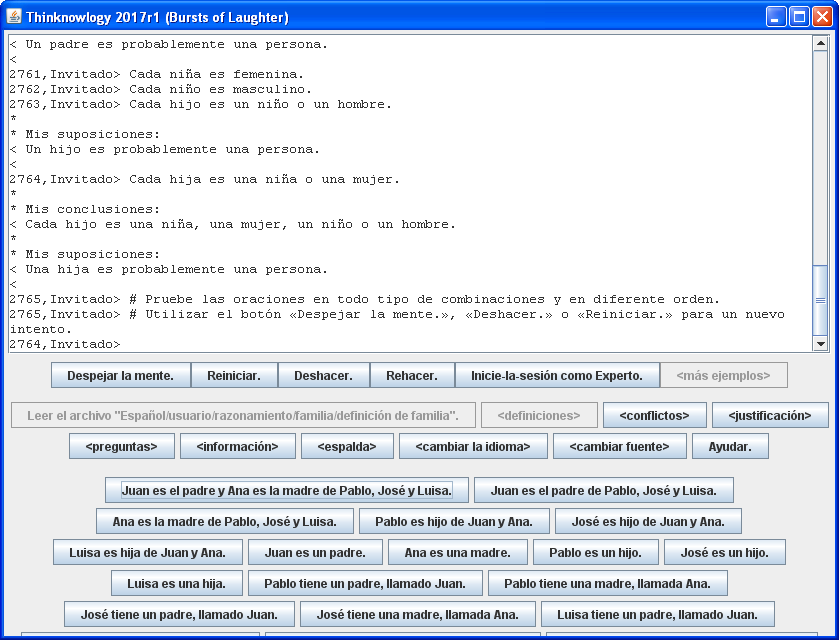 Thinknowlogy 2017r1 (Bursts of Laughter)
< Un padre es probablemente una persona.
<
2761,Invitado> Cada niña es femenina.
2762,Invitado> Cada niño es masculino.
2763,Invitado> Cada hijo es un niño o un hombre.
*
* Mis suposiciones:
< Un hijo es probablemente una persona.
<
2764,Invitado> Cada hija es una niña o una mujer.
*
* Mis conclusiones:
< Cada hijo es una niña, una mujer, un niño o un hombre.
*
* Mis suposiciones:
< Una hija es probablemente una persona.
<
2765,Invitado> # Pruebe las oraciones en todo tipo de combinaciones y en diferente orden.
2765,Invitado> # Utilizar el botón «Despejar la mente.», «Deshacer.» o «Reiniciar.» para un nuevo
intento.
2764,Invitado>
Despejar la mente. Reiniciar. Deshacer. Rehacer. Inicie-la-sesión como Experto. <más ejemplos>
Leer el archivo "Español/usuario/razonamiento/familia/definición de familia". <definiciones> <conflictos> <justificación>
<preguntas> <información> <espalda> <cambiar la idioma> <cambiar fuente> Ayudar.
Juan es el padre y Ana es la madre de Pablo, José y Luisa. Juan es el padre de Pablo, José y Luisa.
Ana es la madre de Pablo, José y Luisa. Pablo es hijo de Juan y Ana. José es hijo de Juan y Ana.
Luisa es hija de Juan y Ana. Juan es un padre. Ana es una madre. Pablo es un hijo. José es un hijo.
Luisa es una hija. Pablo tiene un padre, llamado Juan. Pablo tiene una madre, llamada Ana.
José tiene un padre, llamado Juan. José tiene una madre, llamada Ana. Luisa tiene un padre, llamado Juan.